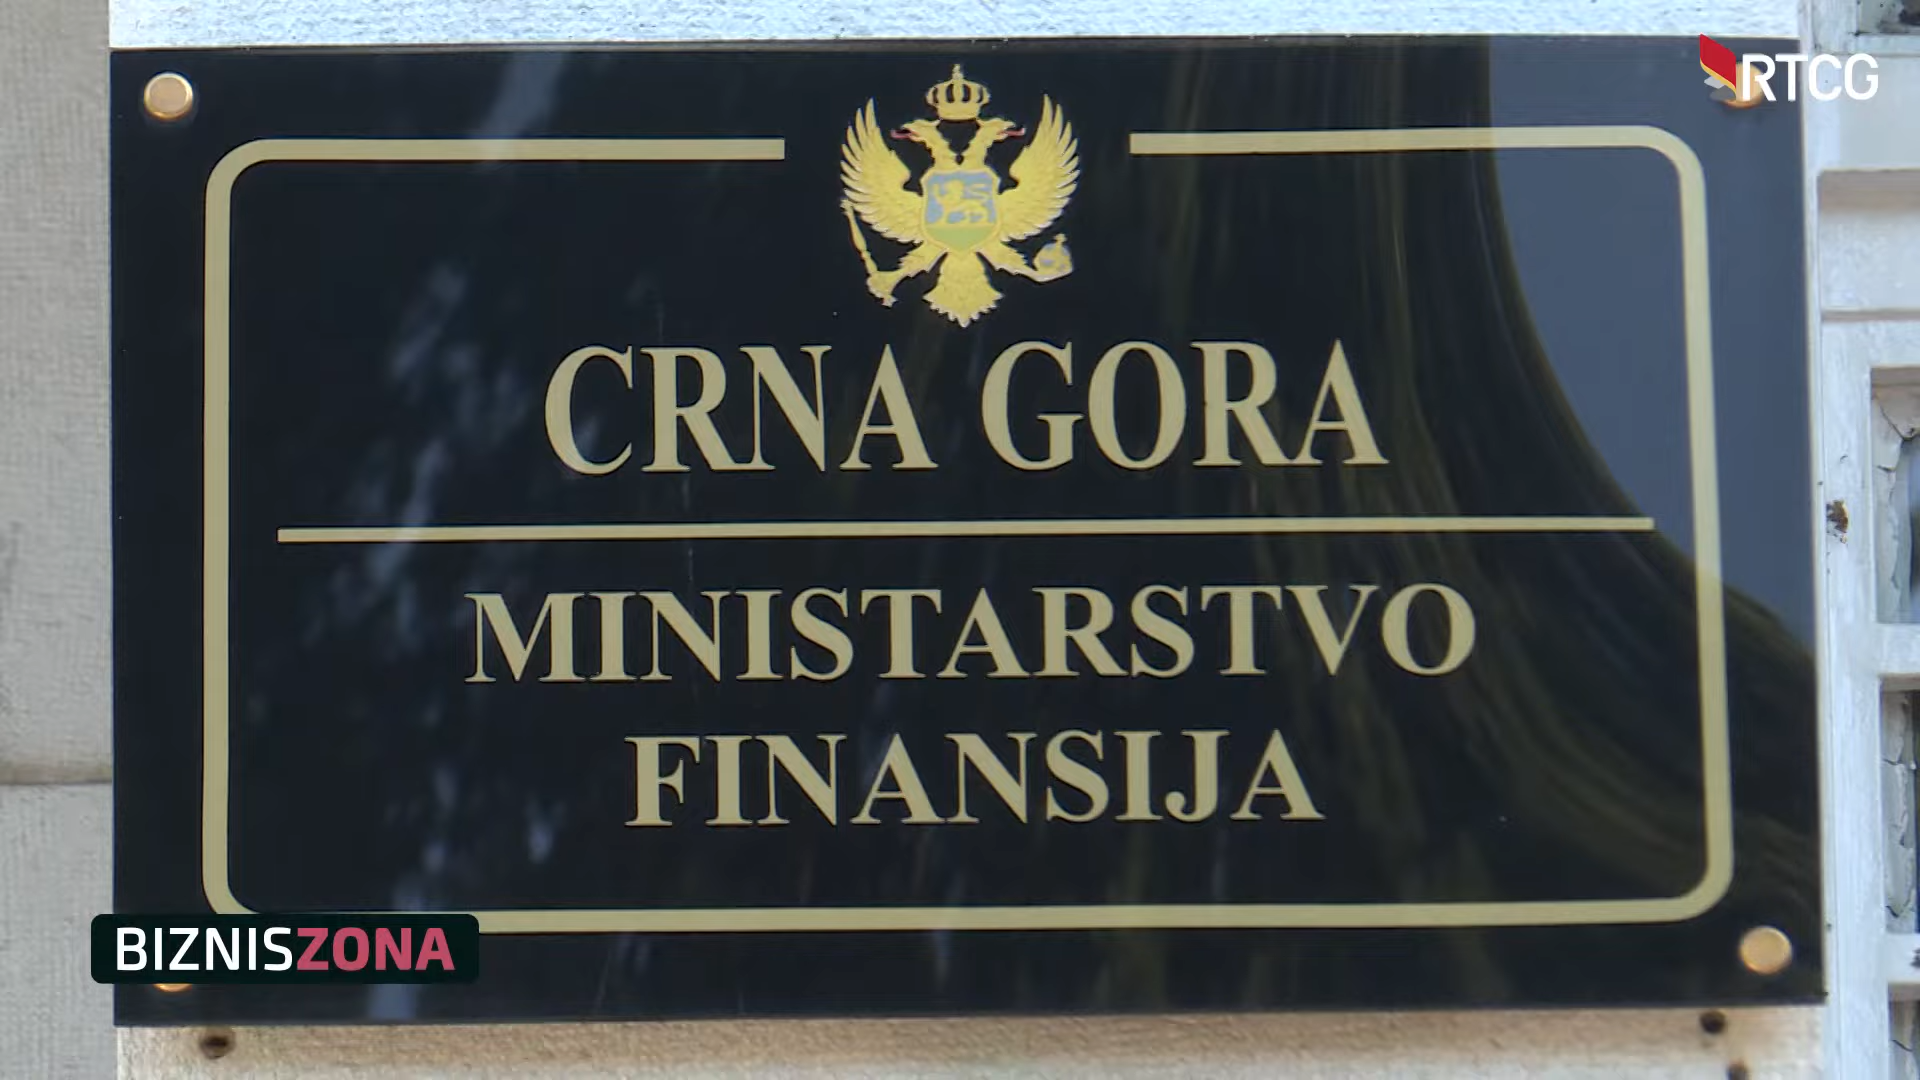 RTCG
CRNA GORA
MINISTARSTVO
FINANSIJA
BIZNISZONA